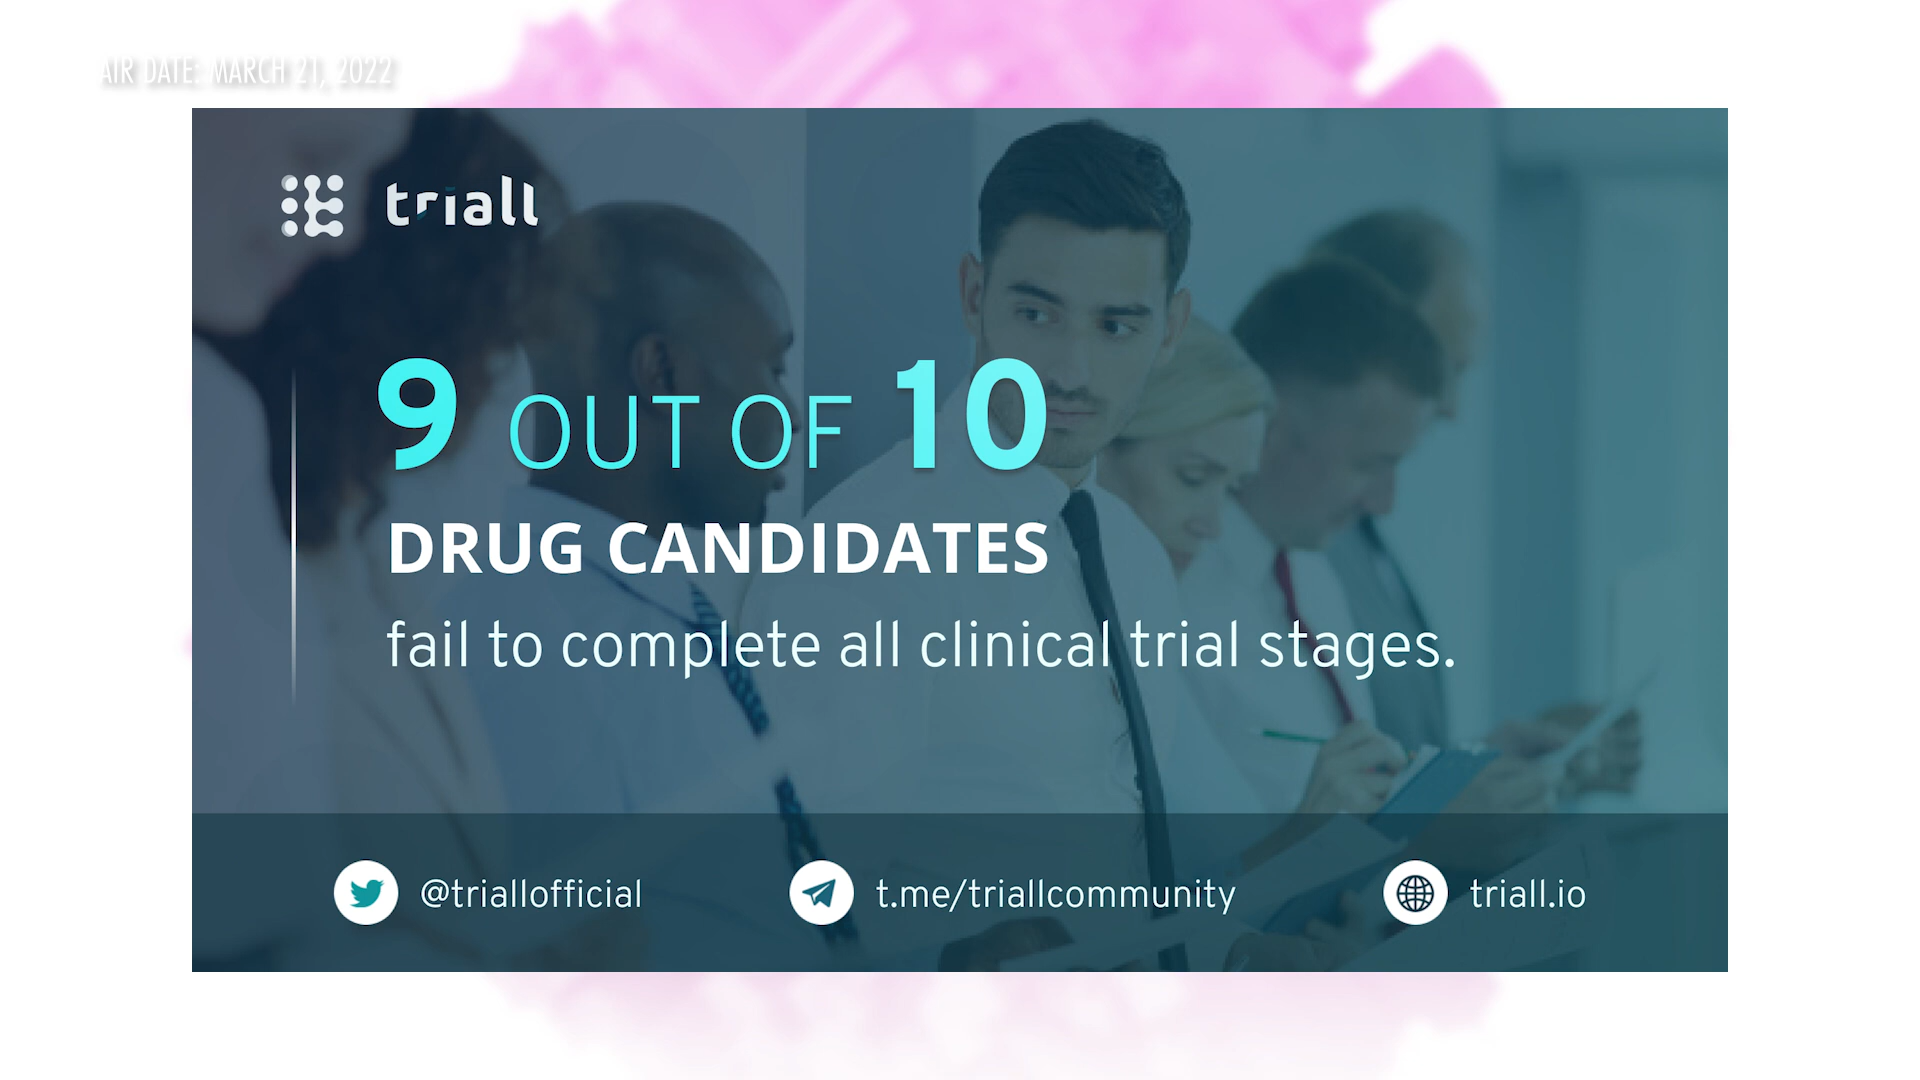 AIR DATE: MARCH 21, 2022
triall
9 OUT OF 10
DRUG CANDIDATES
fail to complete all clinical trial stages.
@triallofficial
t.me/triallcommunity
triall.io